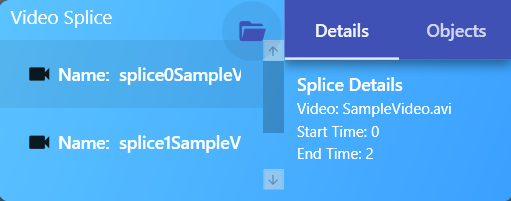 Video Splice
Name: splice0SampleV
Name: splice1SampleV
Details Objects
Splice Details
Video: SampleVideo.avi
Start Time: 0
End Time: 2